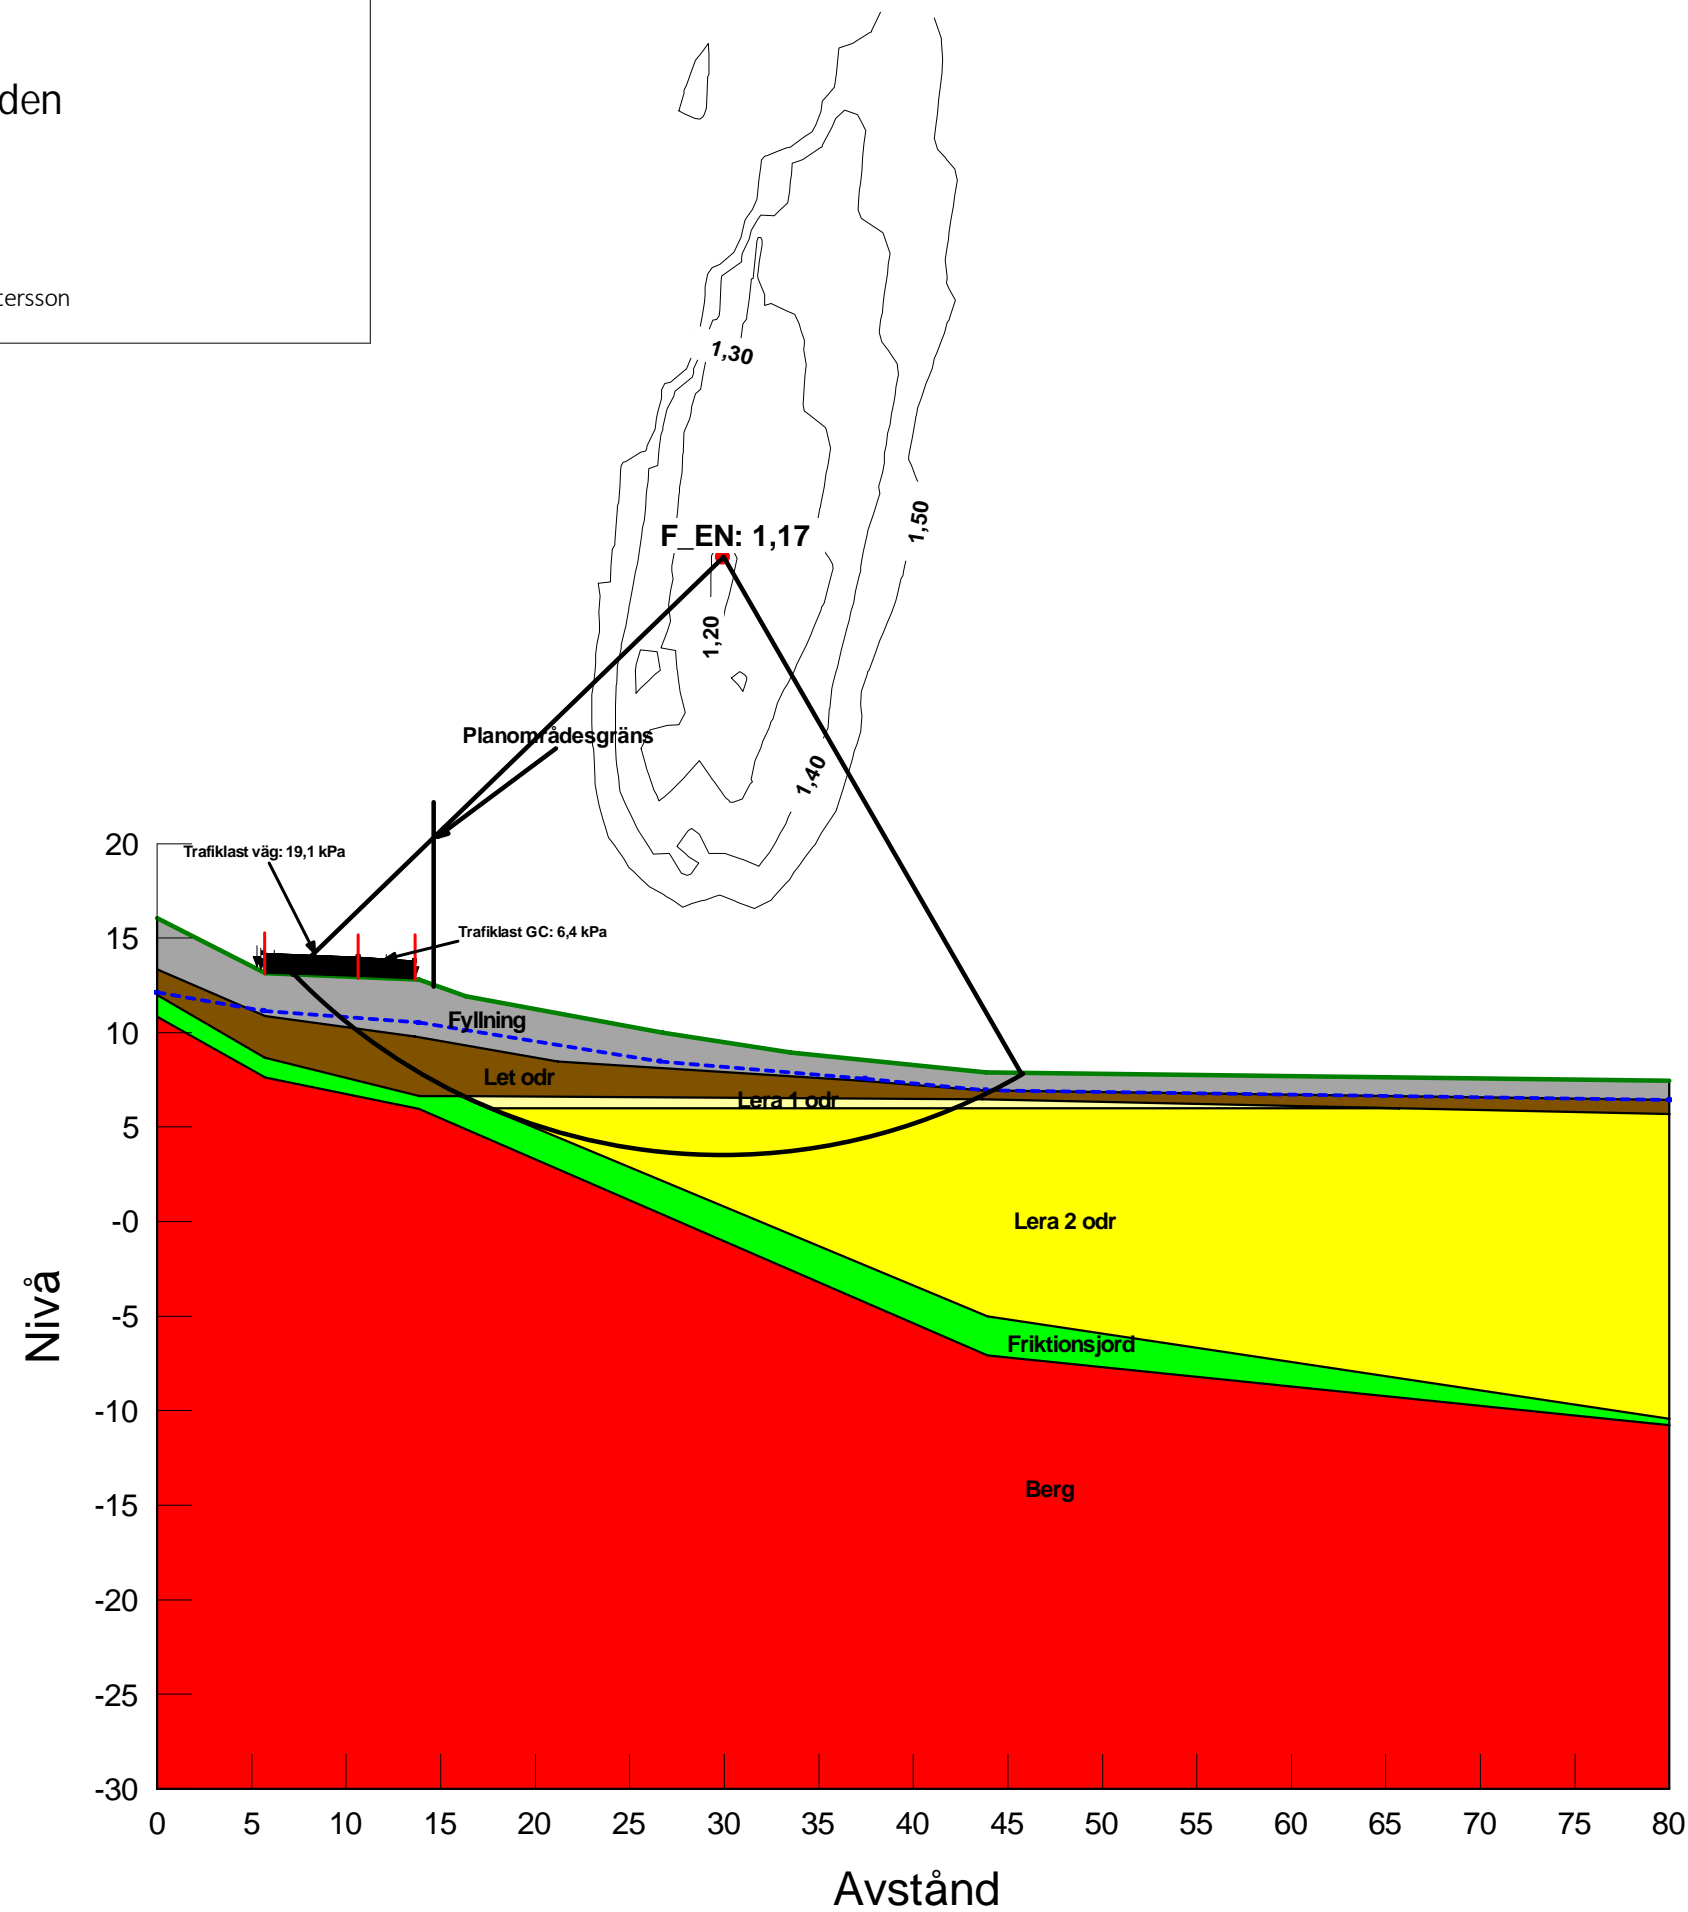 den
tersson
1,30
1,50
F_EN: 1,17
1,20
Planområdesgräns
1,40
Trafiklast väg: 19,1 kPa
Trafiklast GC: 6,4 kPa
Fyllning
Let odr
Lera 1 odr
Lera 2 odr
Friktionsjord
Berg
20
15
10
5
-0
-5
-10
-15
-20
-25
-30
Nivå
0 5 10 15 20 25 30 35 40 45 50 55 60 65 70 75 80
Avstånd